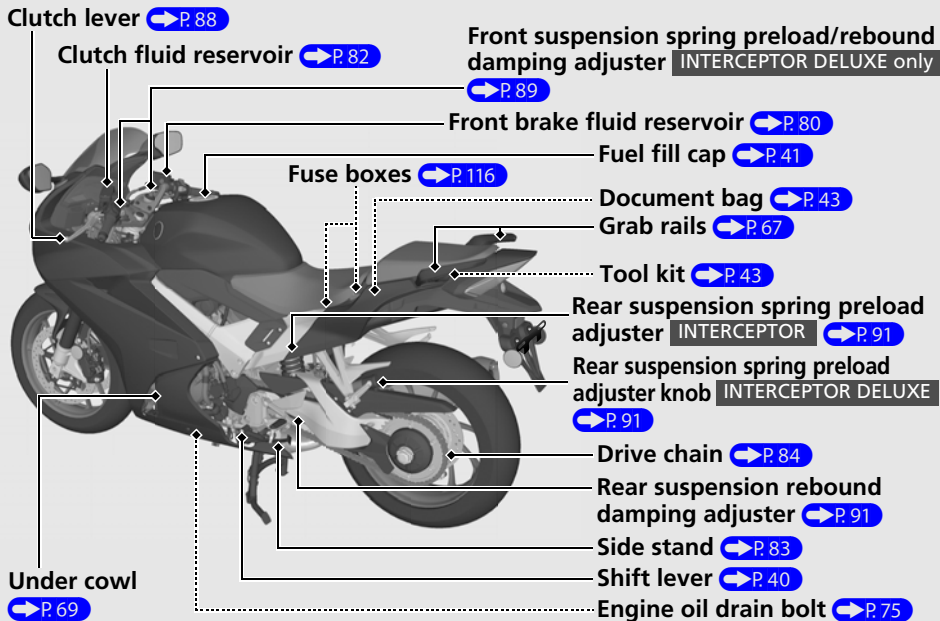 Clutch lever P. 88
Clutch fluid reservoir P. 82
Front suspension spring preload/rebound
damping adjuster INTERCEPTOR DELUXE only
P. 89
Front brake fluid reservoir P. 80
Fuel fill cap P. 41
Fuse boxes P. 116
Document bag P. 43
Grab rails P. 67
Tool kit P. 43
Rear suspension spring preload
adjuster INTERCEPTOR P. 91
Rear suspension spring preload
adjuster knob INTERCEPTOR DELUXE
P. 91
Drive chain P. 84
Rear suspension rebound
damping adjuster P. 91
Side stand P. 83
Shift lever P. 40
Engine oil drain bolt P. 75
Under cowl
P. 69